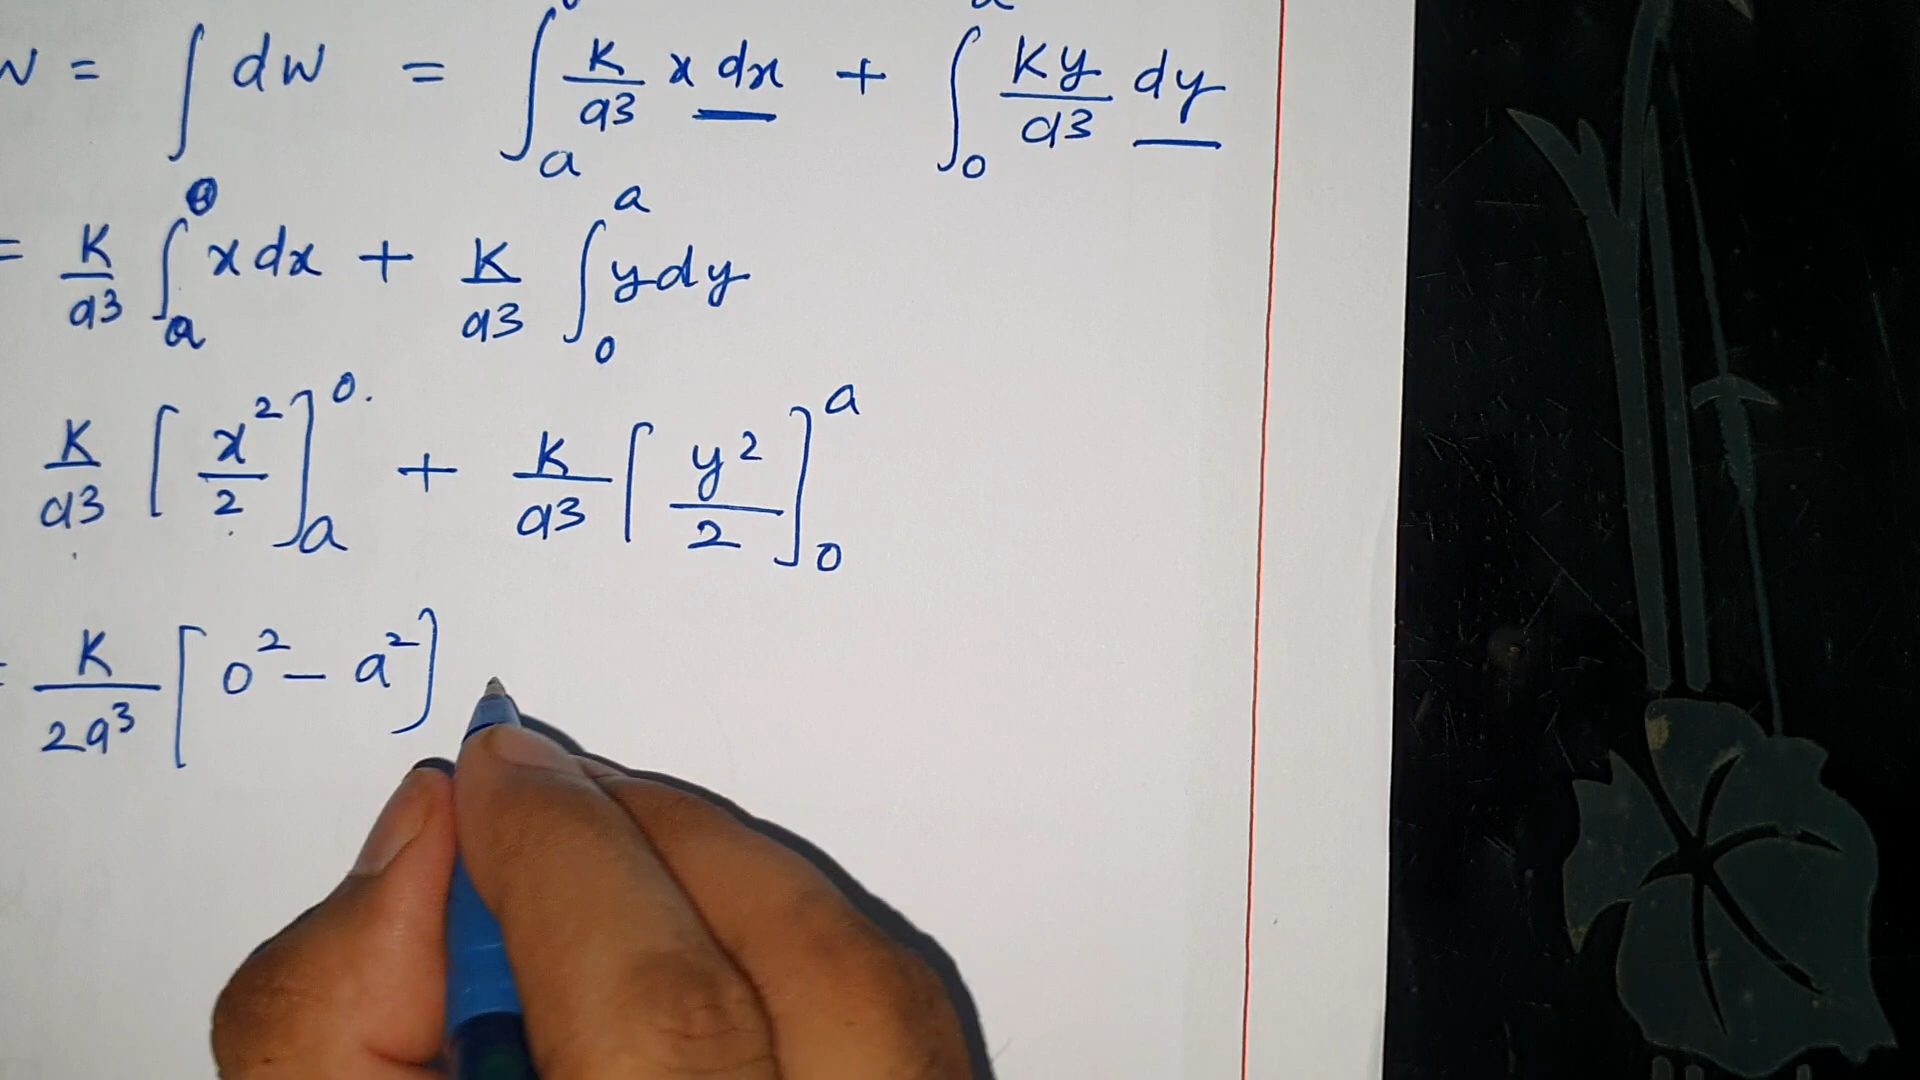 W = ∫ dw = ∫ₐ K/a3 x dx + ∫₀ᵃ Ky/a3 dy
= K/a3 ∫ₐ⁰ x dx + K/a3 ∫₀ᵃ y dy
K/a3 [x²/2]ₐ⁰ + K/a3 [y²/2]₀ᵃ
= K/2a³ [0² – a²]